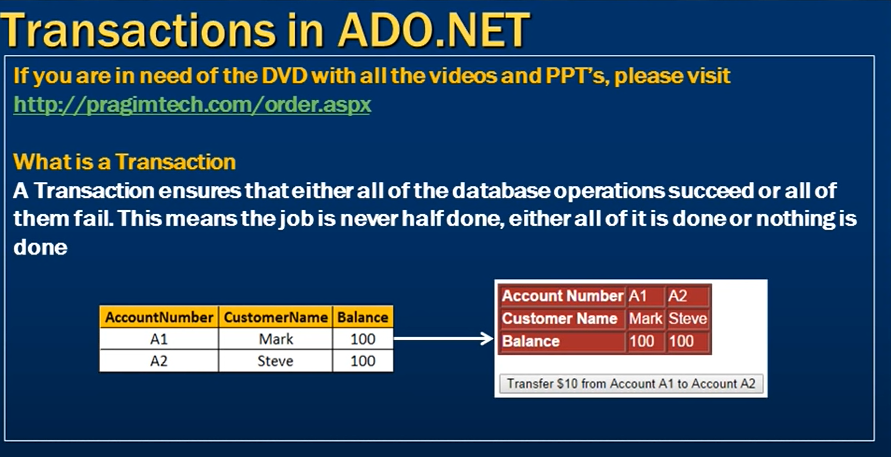 Transactions in ADO.NET
If you are in need of the DVD with all the videos and PPT's, please visit
http://pragimtech.com/order.aspx
What is a Transaction
A Transaction ensures that either all of the database operations succeed or all of
them fail. This means the job is never half done, either all of it is done or nothing is
done
AccountNumber CustomerName Balance
A1 Mark 100
A2 Steve 100
Account Number A1 A2
Customer Name Mark Steve
Balance 100 100
Transfer $10 from Account A1 to Account A2